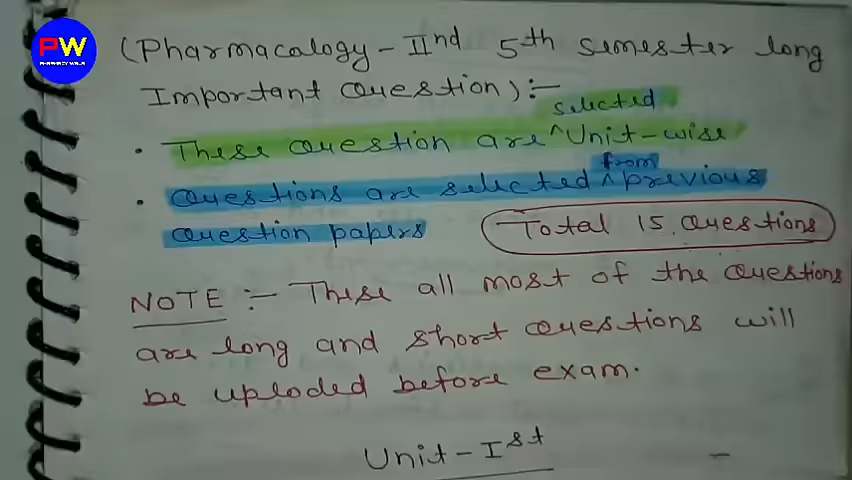 PW
PHARMACY WALA
(Pharmacology - IInd 5th semester long
Important Question) :-
selected
• These Question are ^ Unit-wise
from
• Questions are selected ^ previous
Question papers
Total 15. Questions
NOTE :- These all most of the Questions
are long and short Questions will
be uploded before exam.
Unit - Ist